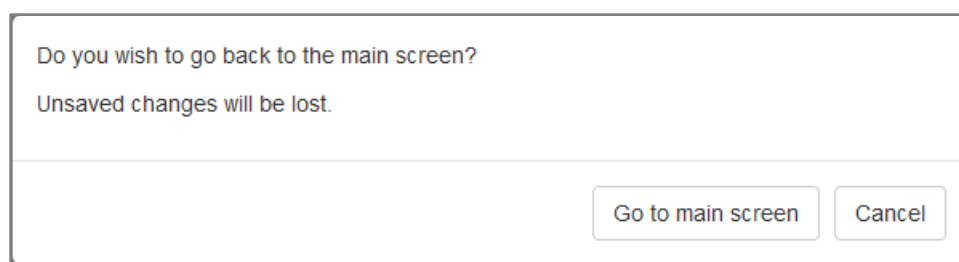 Do you wish to go back to the main screen?
Unsaved changes will be lost.
Go to main screen
Cancel